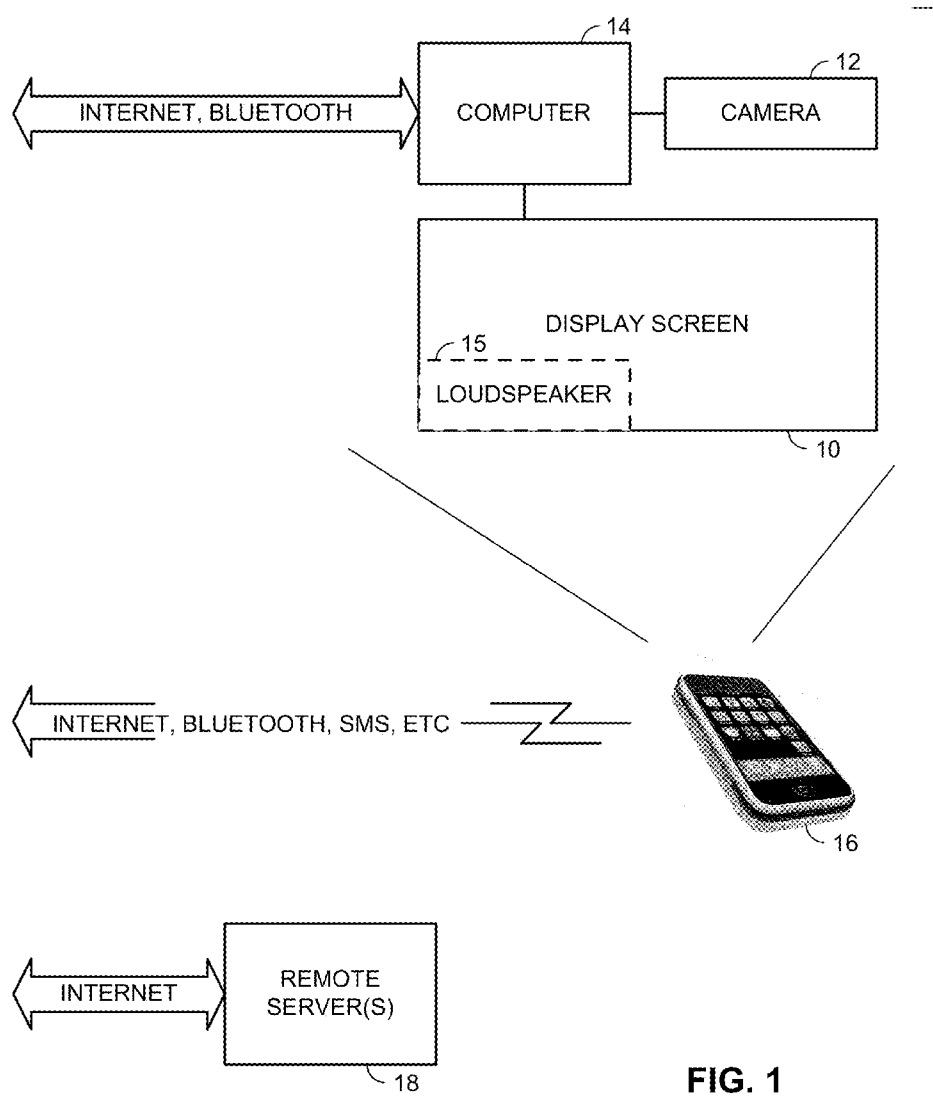 14
12
INTERNET, BLUETOOTH
COMPUTER
CAMERA
DISPLAY SCREEN
15
LOUDSPEAKER
10
INTERNET, BLUETOOTH, SMS, ETC
16
INTERNET
REMOTE
SERVER(S)
18
FIG. 1